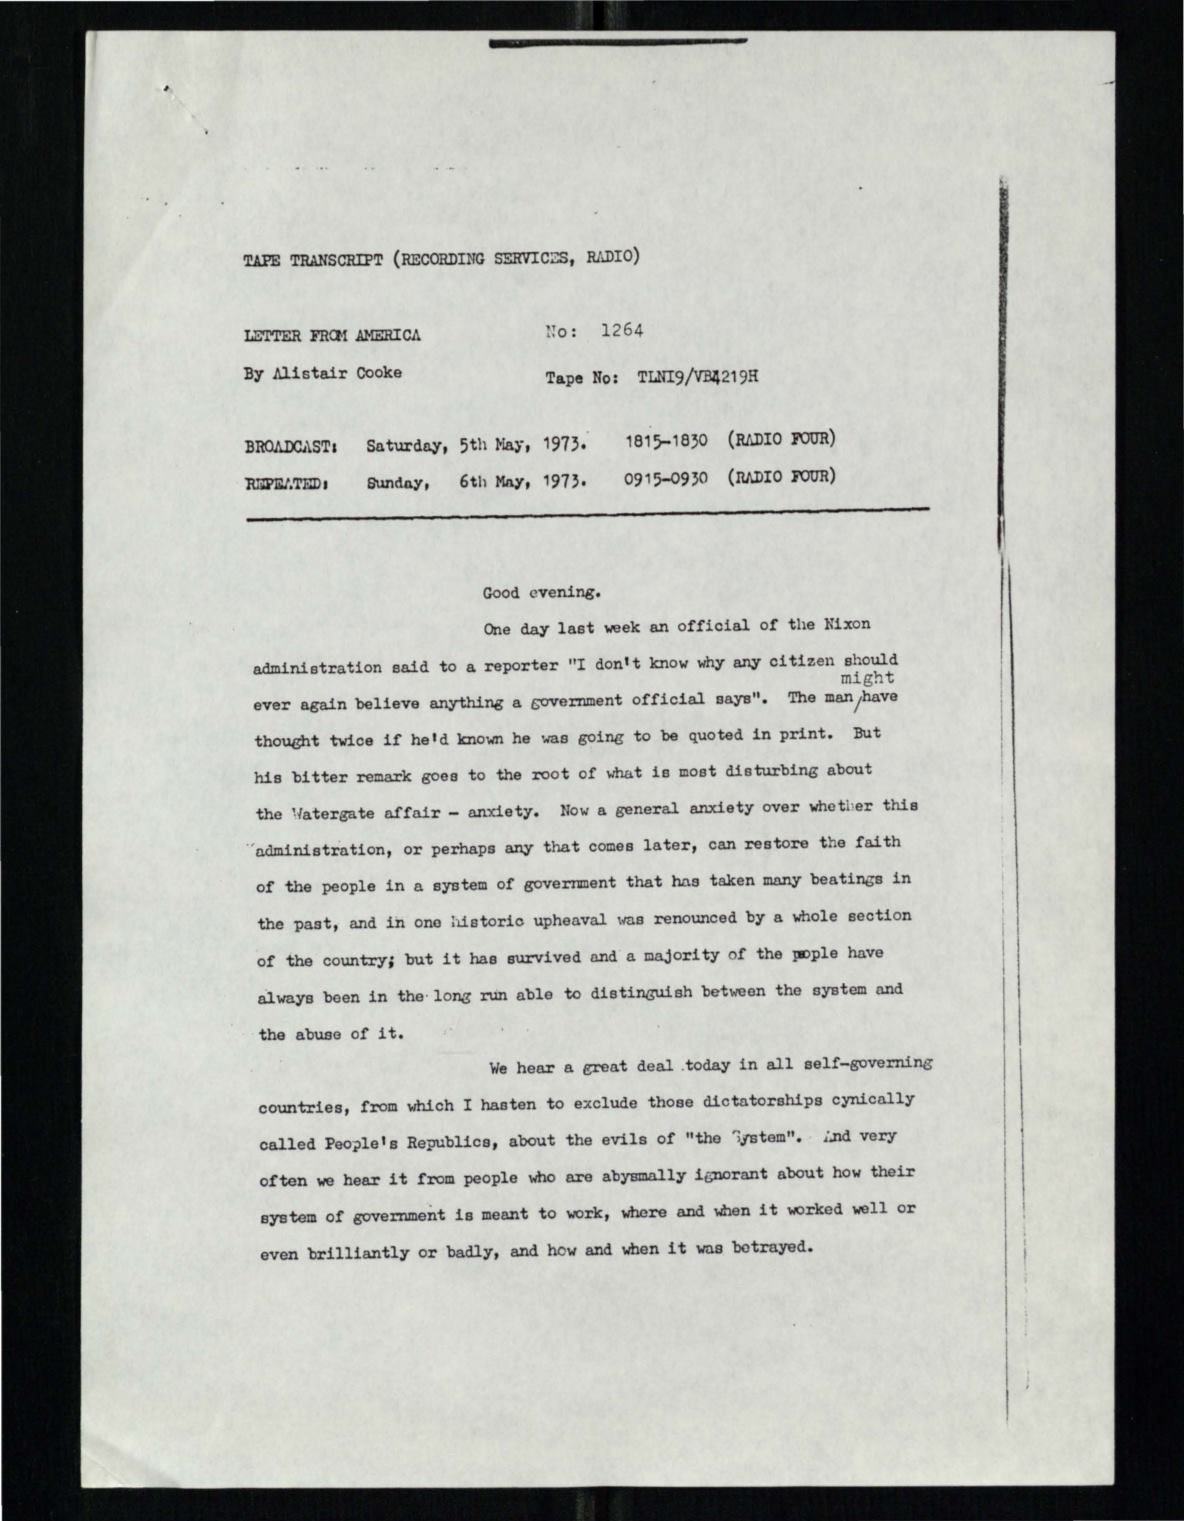 TAPE TRANSCRIPT (RECORDING SERVICES, RADIO)
LETTER FROM AMERICA No: 1264
By Alistair Cooke Tape No: TLNI9/VB4219H
BROADCAST: Saturday, 5th May, 1973. 1815-1830 (RADIO FOUR)
REPEATED: Sunday, 6th May, 1973. 0915-0930 (RADIO FOUR)
Good evening.
One day last week an official of the Nixon
administration said to a reporter "I don't know why any citizen should
might
ever again believe anything a government official says". The man/have
thought twice if he'd known he was going to be quoted in print. But
his bitter remark goes to the root of what is most disturbing about
the Watergate affair - anxiety. Now a general anxiety over whether this
administration, or perhaps any that comes later, can restore the faith
of the people in a system of government that has taken many beatings in
the past, and in one historic upheaval was renounced by a whole section
of the country; but it has survived and a majority of the people have
always been in the long run able to distinguish between the system and
the abuse of it.
We hear a great deal today in all self-governing
countries, from which I hasten to exclude those dictatorships cynically
called People's Republics, about the evils of "the System". And very
often we hear it from people who are abysmally ignorant about how their
system of government is meant to work, where and when it worked well or
even brilliantly or badly, and how and when it was betrayed.